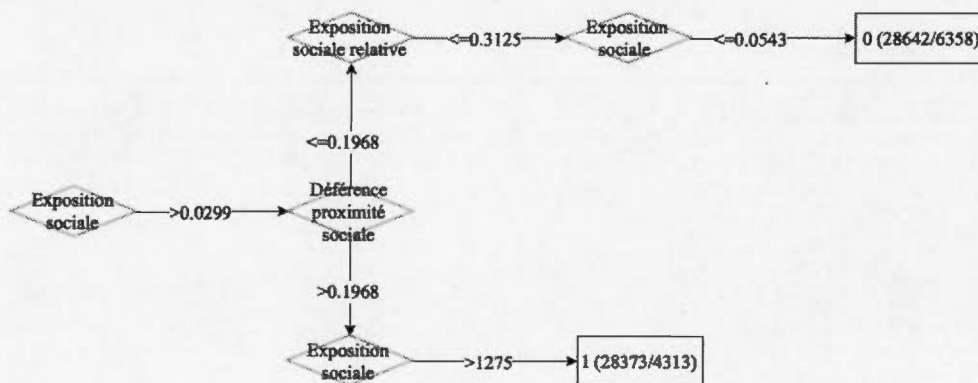 Exposition
sociale relative
<=0.3125
Exposition
sociale
<=0.0543
0 (28642/6358)
<=0.1968
Exposition
sociale
>0.0299
Déférence
proximité
sociale
>0.1968
Exposition
sociale
>1275
1 (28373/4313)